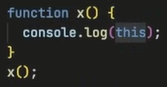 function x() {
  console.log(this);
}
x();